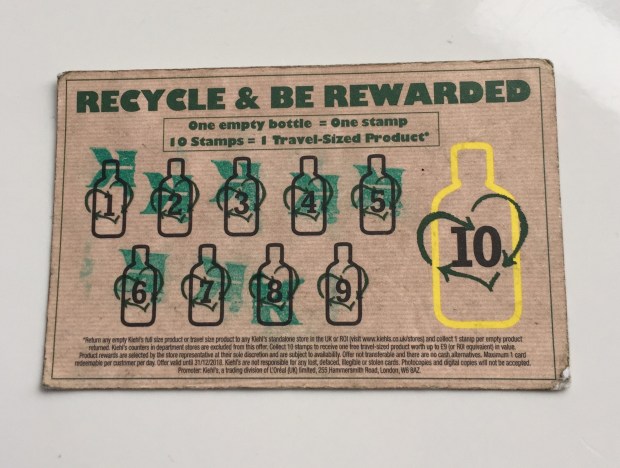 RECYCLE & BE REWARDED
One empty bottle = One stamp
10 Stamps = 1 Travel-Sized Product*
1 2 3 4 5
10
6 7 8 9
*Return any empty Kiehl's full size product or travel size product to any Kiehl's standalone store in the UK or ROI (visit www.kiehls.co.uk/stores) and collect 1 stamp per empty product
returned. Kiehl's counters in department stores are excluded from this offer. Collect 10 stamps to receive one free travel-sized product worth up to £9 (or ROI equivalent) in value.
Product rewards are selected by the store representative at their sole discretion and are subject to availability. Offer not transferable and there are no cash alternatives. Maximum 1 card
redeemable per customer per day. Offer valid until 31/12/2018. Kiehl's are not responsible for any lost, defaced, illegible or stolen cards. Photocopies and digital copies will not be accepted.
Promoter: Kiehl's, a trading division of L'Oréal (UK) limited, 255 Hammersmith Road, London, W6 8AZ.